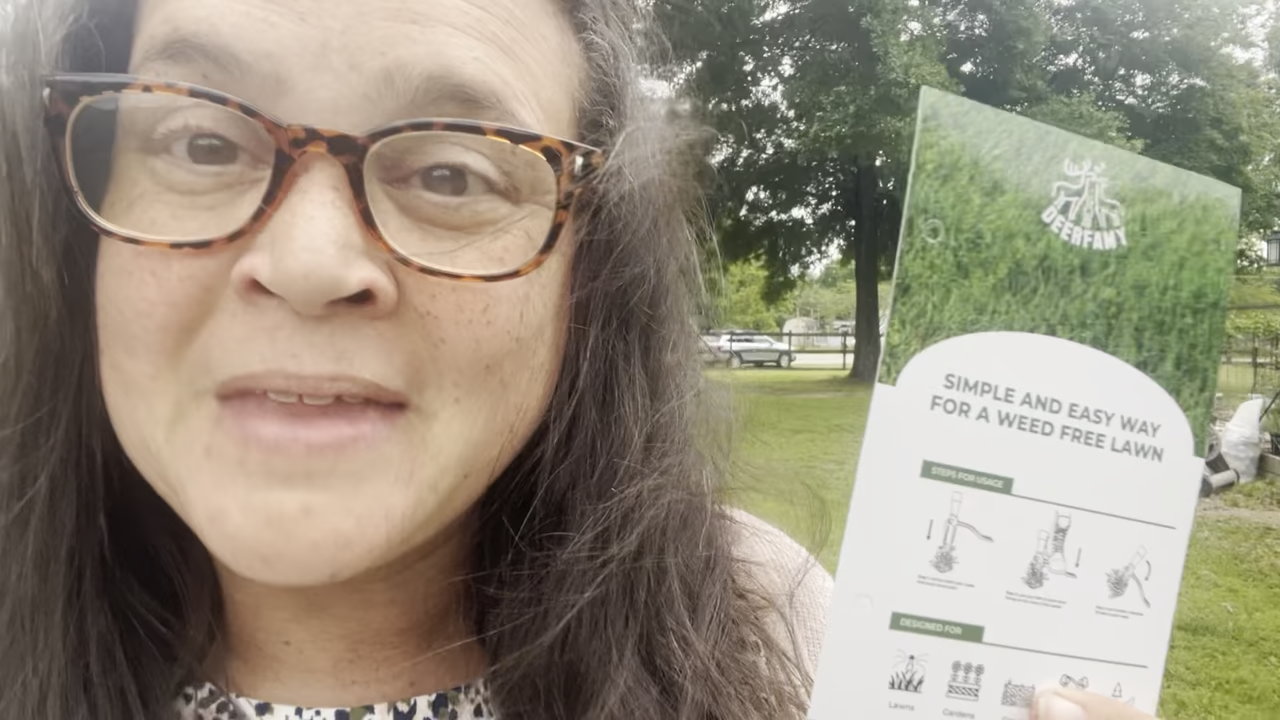 DEERFAMY
SIMPLE AND EASY WAY
FOR A WEED FREE LAWN
STEPS FOR USAGE
DESIGNED FOR
Lawns
Gardens